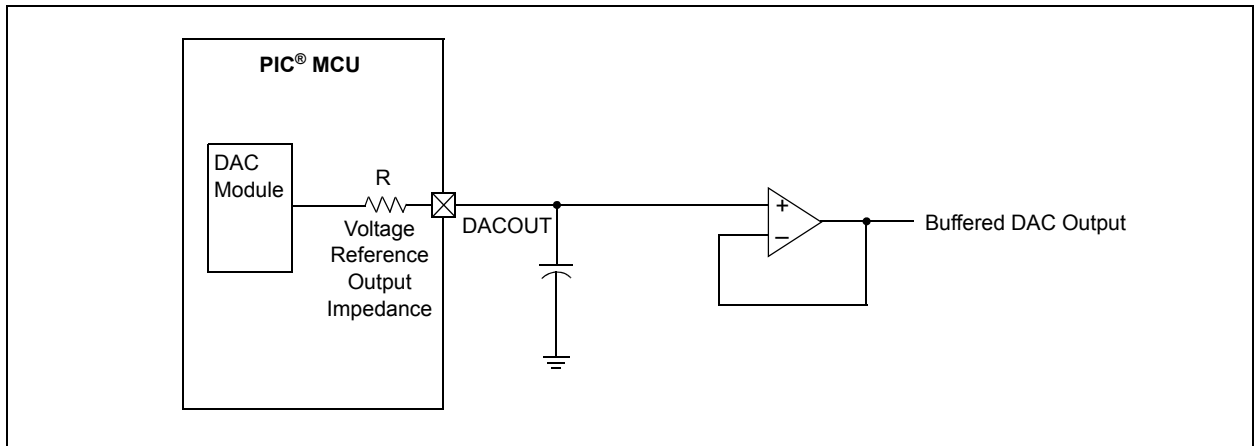 PIC® MCU
DAC
Module
R
Voltage
Reference
Output
Impedance
DACOUT
+
–
Buffered DAC Output